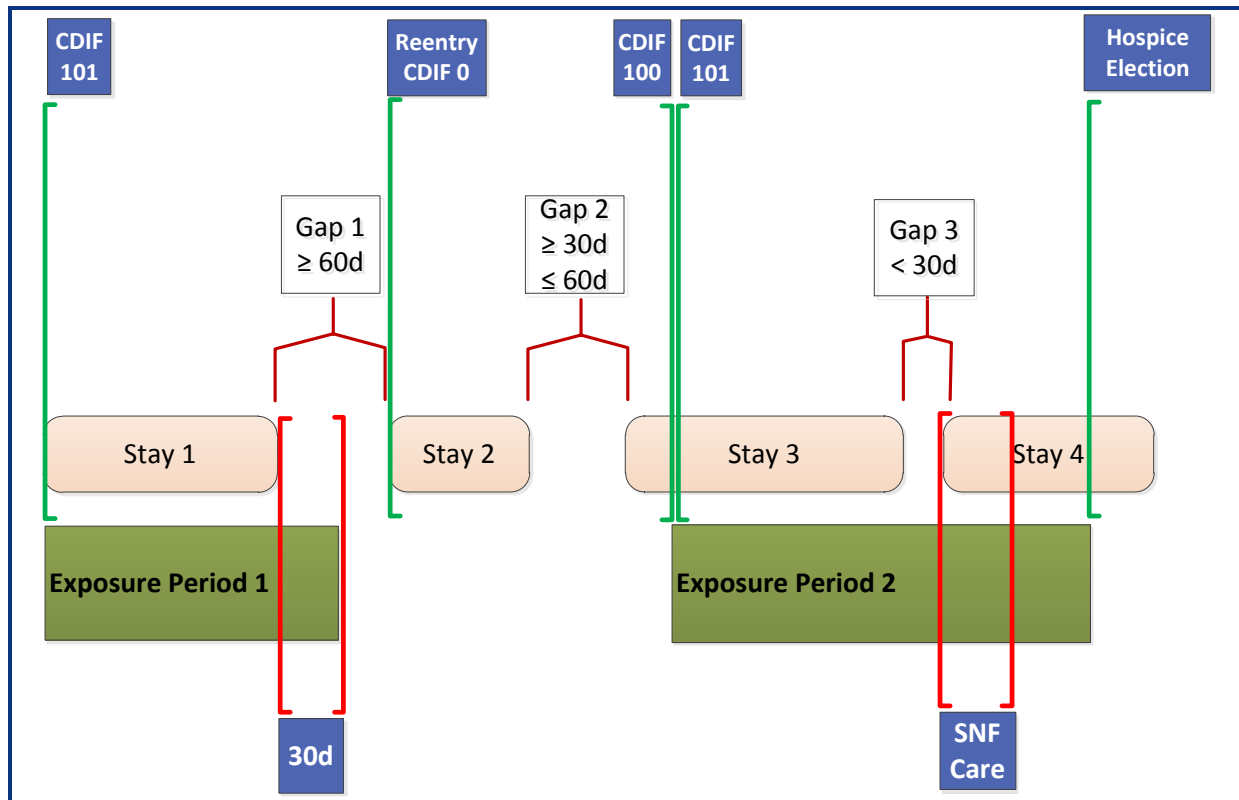 CDIF
101
Reentry
CDIF 0
CDIF
100
CDIF
101
Hospice
Election
Gap 1
≥ 60d
Gap 2
≥ 30d
≤ 60d
Gap 3
< 30d
Stay 1
Stay 2
Stay 3
Stay 4
Exposure Period 1
Exposure Period 2
30d
SNF
Care